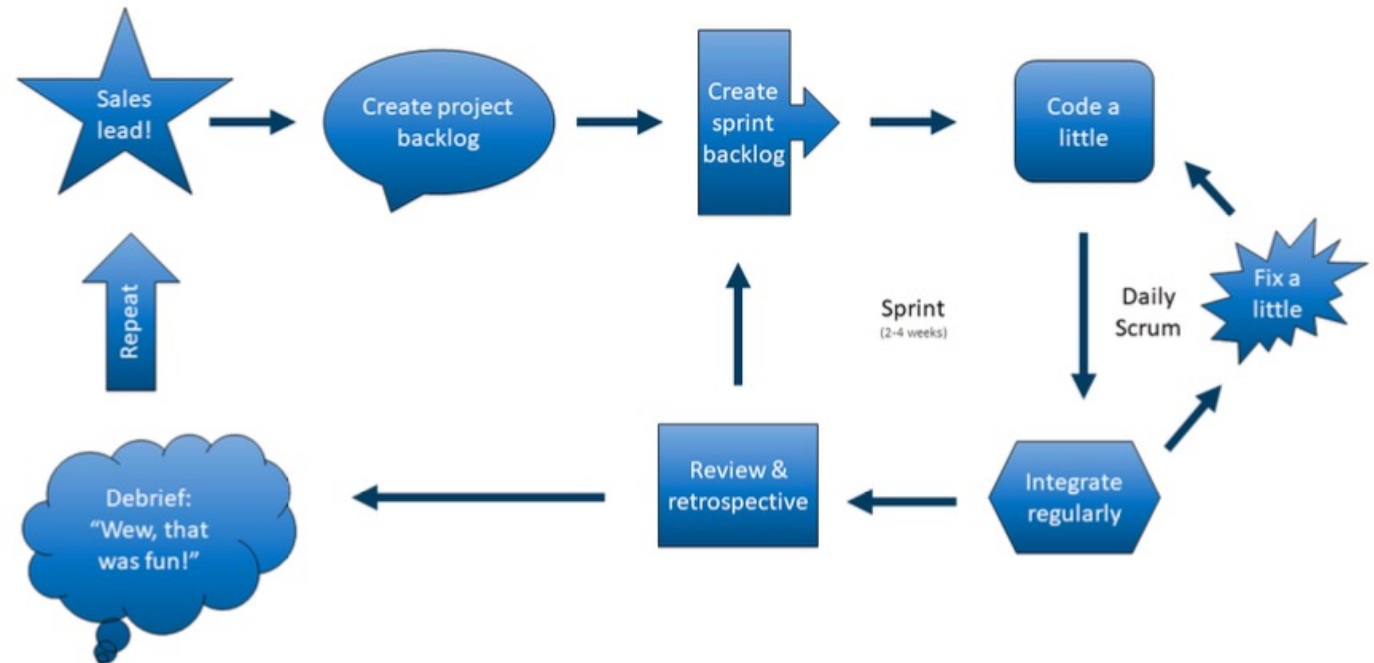 Sales
lead!
Create project
backlog
Create
sprint
backlog
Code a
little
Repeat
Sprint
(2-4 weeks)
Daily
Scrum
Fix a
little
Debrief:
“Wew, that
was fun!”
Review &
retrospective
Integrate
regularly